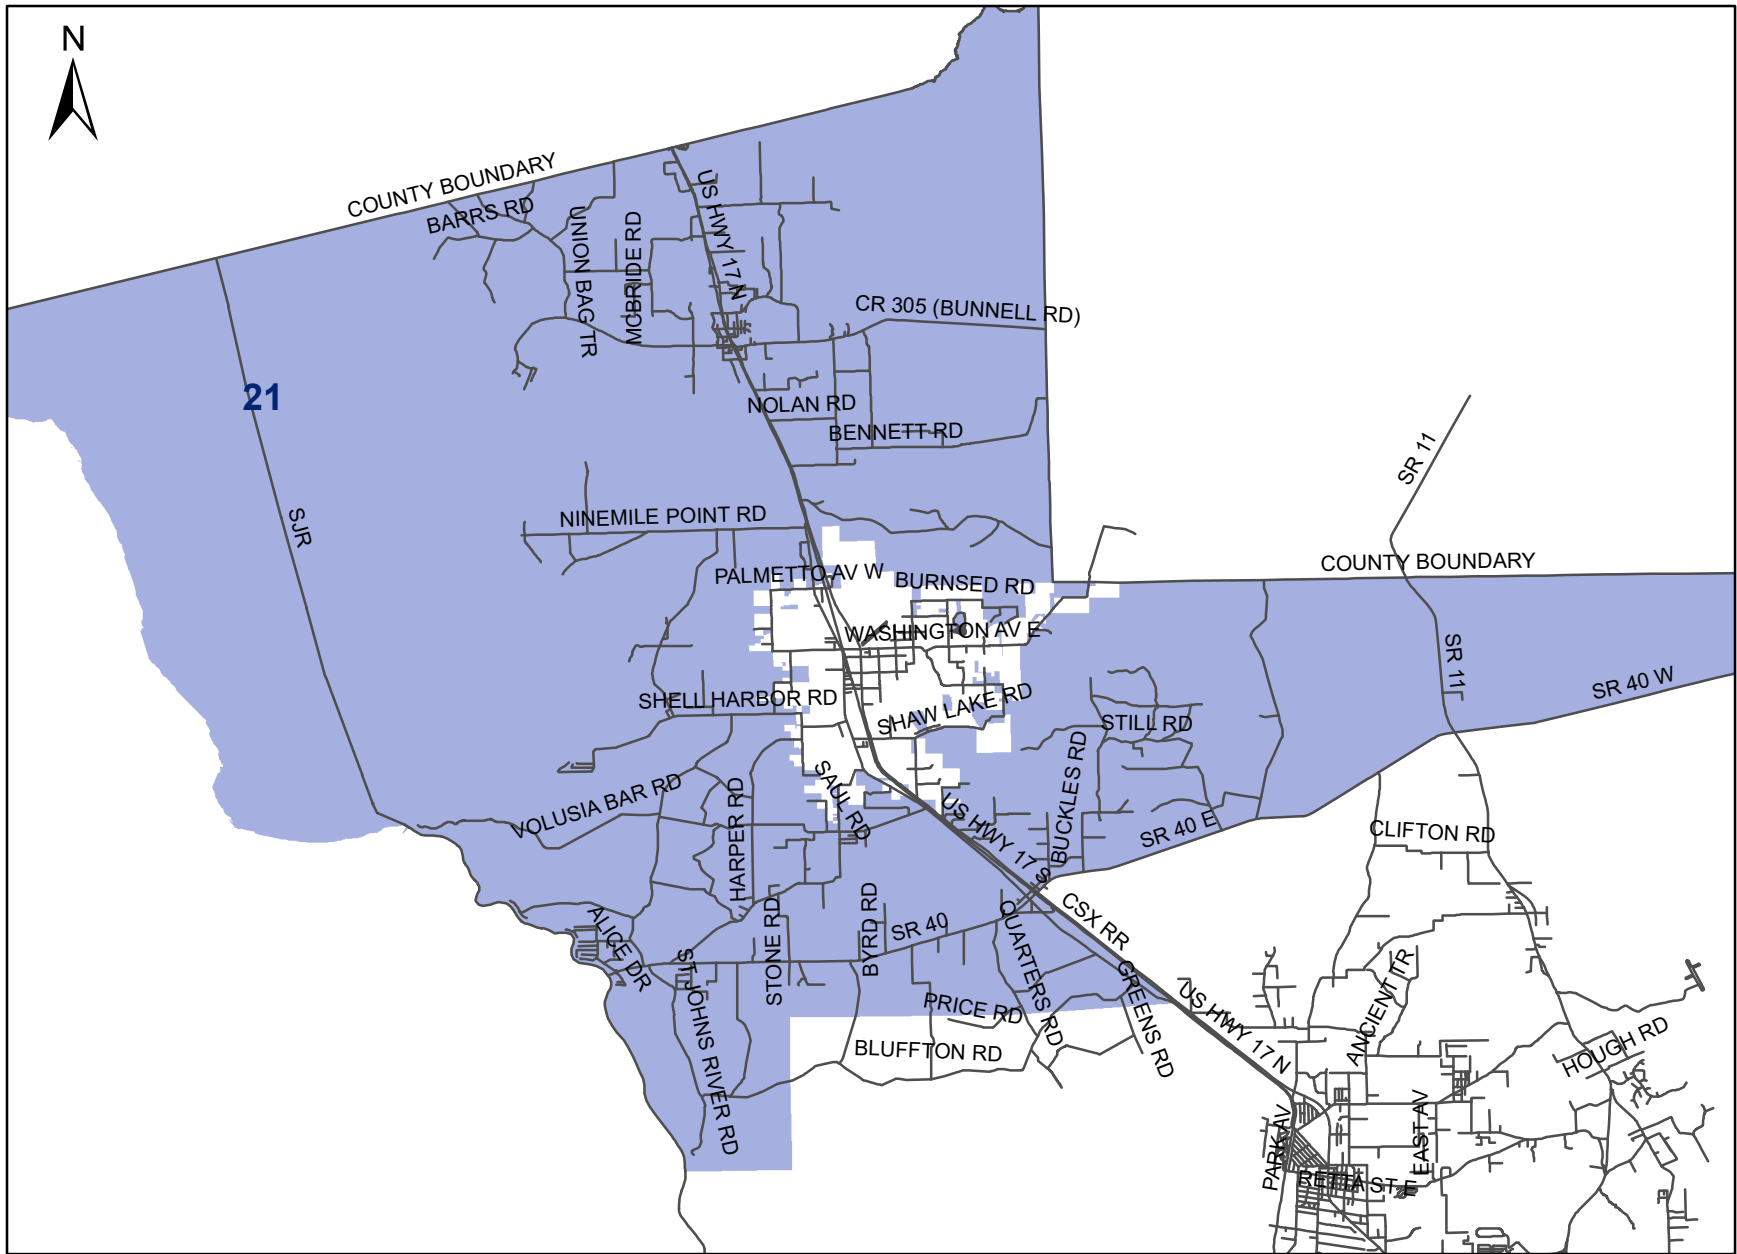 N
COUNTY BOUNDARY
BARRS RD
UNION BAG TR
MCBRIDE RD
US HWY 17 N
CR 305 (BUNNELL RD)
21
NOLAN RD
BENNETT RD
SR 11
SJR
NINEMILE POINT RD
COUNTY BOUNDARY
PALMETTO AV W
BURNSED RD
WASHINGTON AV E
SR 11
SR 40 W
SHELL HARBOR RD
SHAW LAKE RD
STILL RD
VOLUSIA BAR RD
HARPER RD
SAUL RD
US HWY 17 S
BUCKLES RD
SR 40 E
CLIFTON RD
ALICE DR
STONE RD
BYRD RD
SR 40
QUARTERS RD
CSX RR
ST JOHNS RIVER RD
PRICE RD
GREENS RD
US HWY 17 N
ANCIENT TR
BLUFFTON RD
HOUGH RD
PARK AV
EAST AV
RETTA ST E